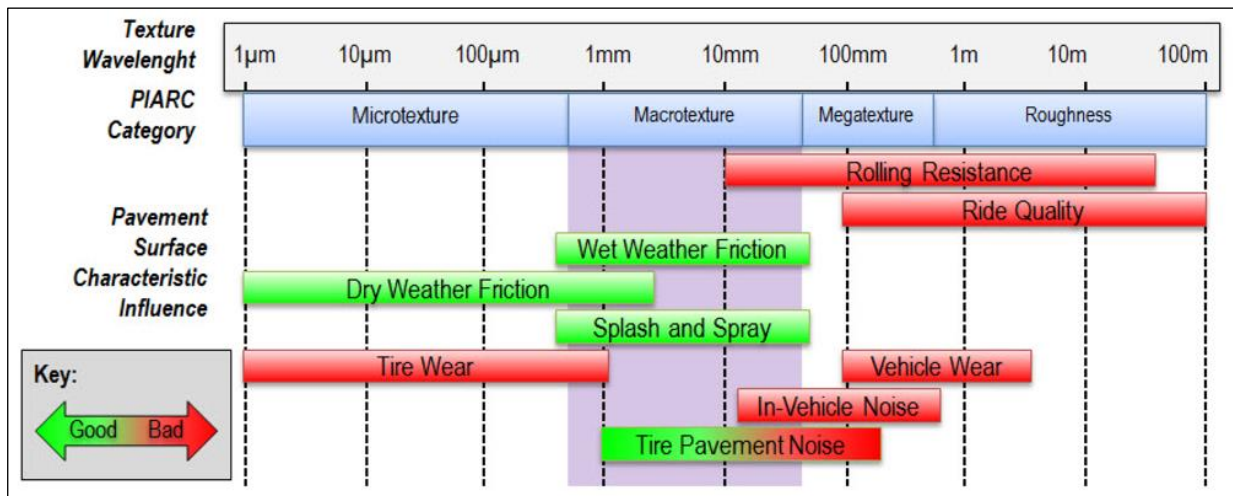 Texture
Wavelenght
1µm 10µm 100µm 1mm 10mm 100mm 1m 10m 100m
PIARC
Category
Microtexture Macrotexture Megatexture Roughness
Rolling Resistance
Ride Quality
Pavement
Surface
Characteristic
Influence
Wet Weather Friction
Dry Weather Friction
Splash and Spray
Tire Wear
Vehicle Wear
In-Vehicle Noise
Tire Pavement Noise
Key:
Good Bad